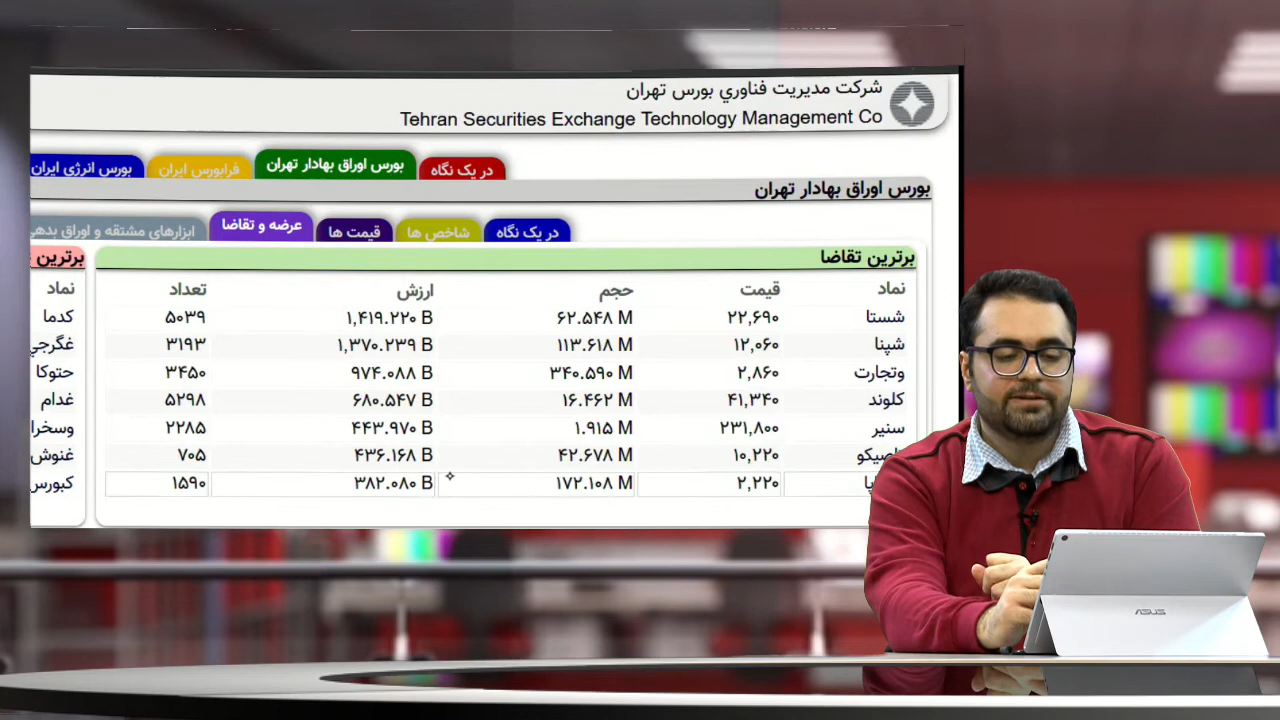 شرکت مدیریت فناوري بورس تهران
Tehran Securities Exchange Technology Management Co
در یک نگاه بورس اوراق بهادار تهران فرابورس ایران بورس انرژی ایران
بورس اوراق بهادار تهران
در یک نگاه شاخص ها قیمت ها عرضه و تقاضا ابزارهای مشتقه و اوراق بدهی
برترین تقاضا برترین
نماد قیمت حجم ارزش تعداد نماد
شستا ۲۲,۶۹۰ ۶۲.۵۴۸ M ۱,۴۱۹.۲۲۰ B ۵۰۳۹ کدما
شپنا ۱۲,۰۶۰ ۱۱۳.۶۱۸ M ۱,۳۷۰.۲۳۹ B ۳۱۹۳ غگرجي
وتجارت ۲,۸۶۰ ۳۴۰.۵۹۰ M ۹۷۴.۰۸۸ B ۳۴۵۰ حتوکا
کلوند ۴۱,۳۴۰ ۱۶.۴۶۲ M ۶۸۰.۵۴۷ B ۵۲۹۸ غدام
سنیر ۲۳۱,۸۰۰ ۱.۹۱۵ M ۴۴۳.۹۷۰ B ۲۲۸۵ وسخرا
۱۰,۲۲۰ ۴۲.۶۷۸ M ۴۳۶.۱۶۸ B ۷۰۵ غنوش
۲,۲۲۰ ۱۷۲.۱۰۸ M ۳۸۲.۰۸۰ B ۱۵۹۰ کبورس
ASUS